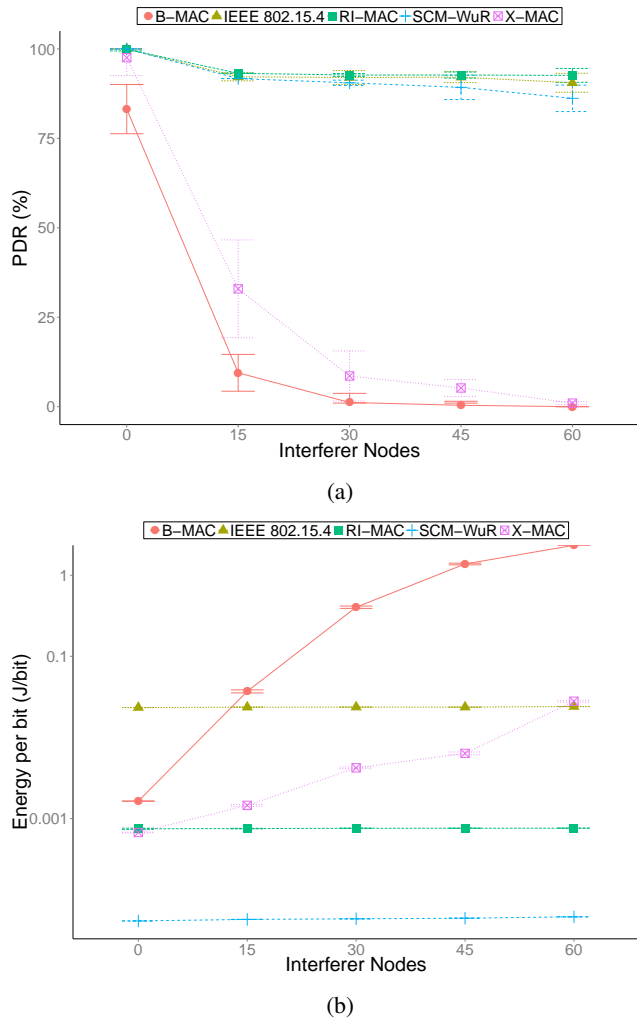 B−MAC IEEE 802.15.4 RI−MAC SCM−WuR X−MAC
100
75
50
25
0
PDR (%)
0 15 30 45 60
Interferer Nodes
(a)
B−MAC IEEE 802.15.4 RI−MAC SCM−WuR X−MAC
1
0.1
0.001
Energy per bit (J/bit)
0 15 30 45 60
Interferer Nodes
(b)